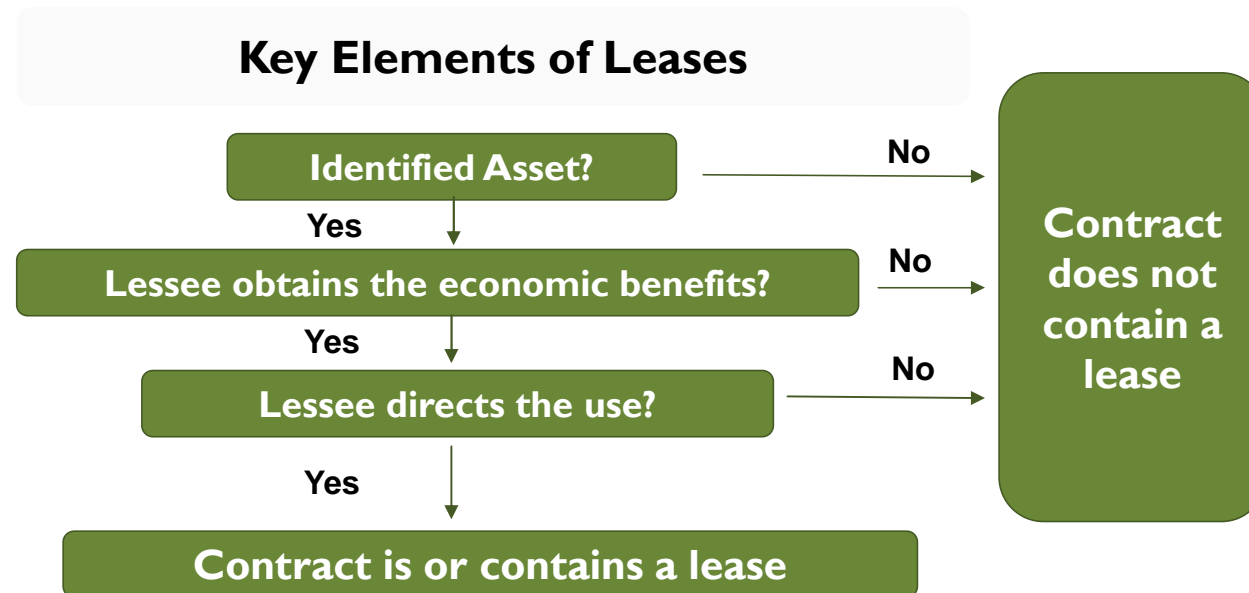 Key Elements of Leases
Identified Asset?
No
Yes
Lessee obtains the economic benefits?
No
Yes
Lessee directs the use?
No
Yes
Contract is or contains a lease
Contract
does not
contain a
lease